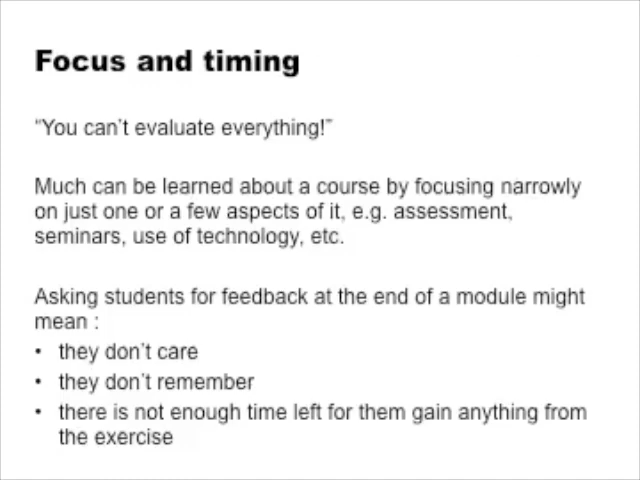 Focus and timing
“You can’t evaluate everything!”
Much can be learned about a course by focusing narrowly
on just one or a few aspects of it, e.g. assessment,
seminars, use of technology, etc.
Asking students for feedback at the end of a module might
mean :
• they don’t care
• they don’t remember
• there is not enough time left for them gain anything from
the exercise